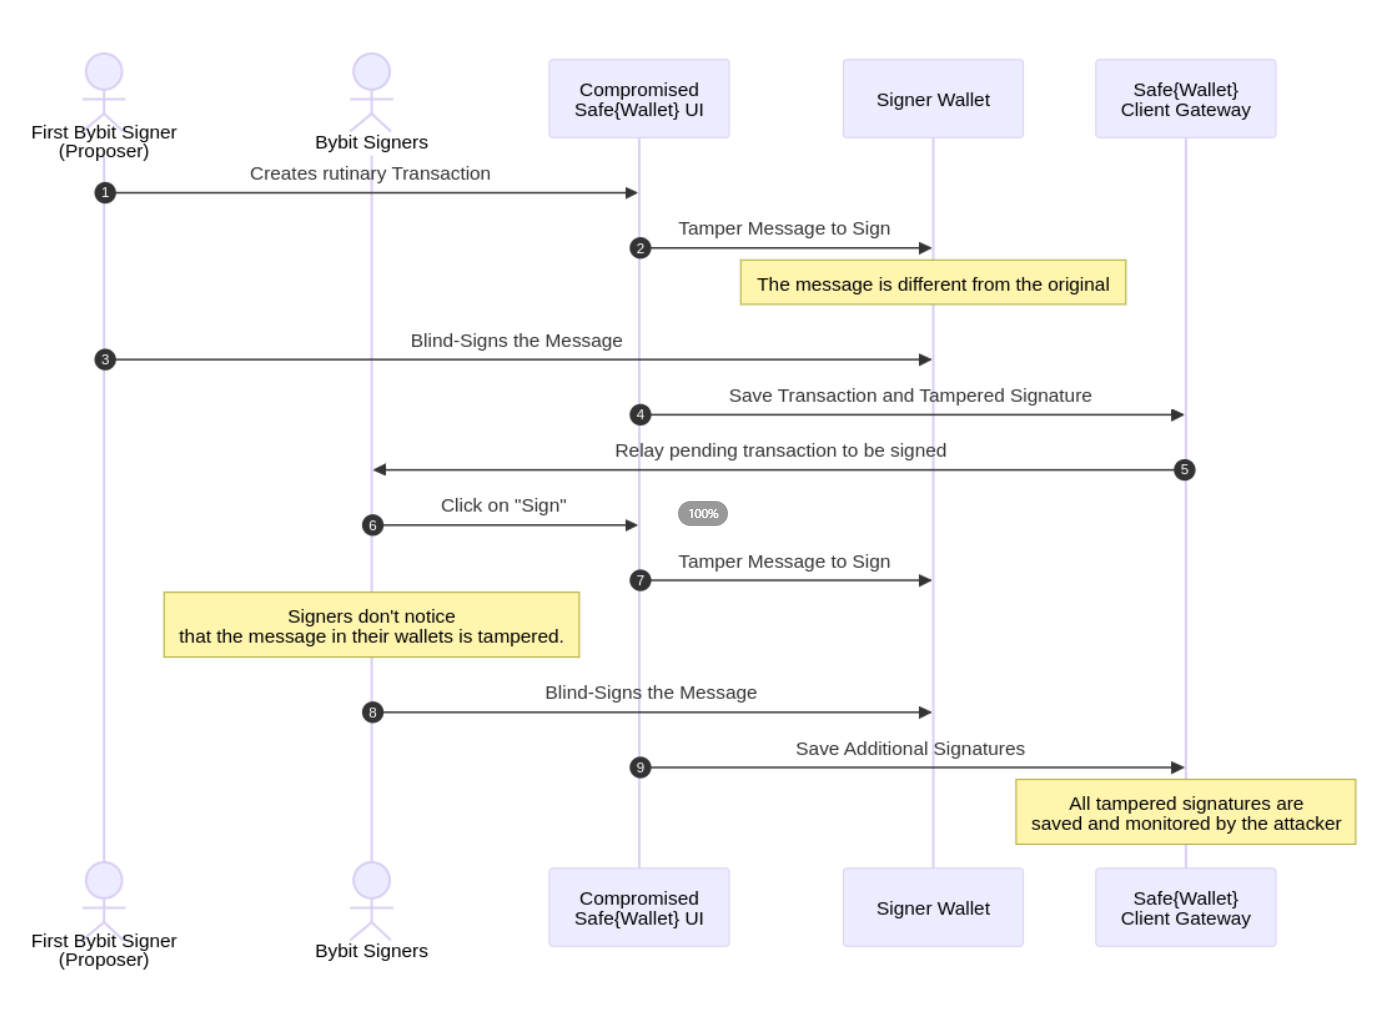 First Bybit Signer
(Proposer)
Bybit Signers
Compromised
Safe{Wallet} UI
Signer Wallet
Safe{Wallet}
Client Gateway
Creates rutinary Transaction
1
Tamper Message to Sign
2
The message is different from the original
Blind-Signs the Message
3
Save Transaction and Tampered Signature
4
Relay pending transaction to be signed
5
Click on "Sign"
6
100%
Tamper Message to Sign
7
Signers don't notice
that the message in their wallets is tampered.
Blind-Signs the Message
8
Save Additional Signatures
9
All tampered signatures are
saved and monitored by the attacker
First Bybit Signer
(Proposer)
Bybit Signers
Compromised
Safe{Wallet} UI
Signer Wallet
Safe{Wallet}
Client Gateway